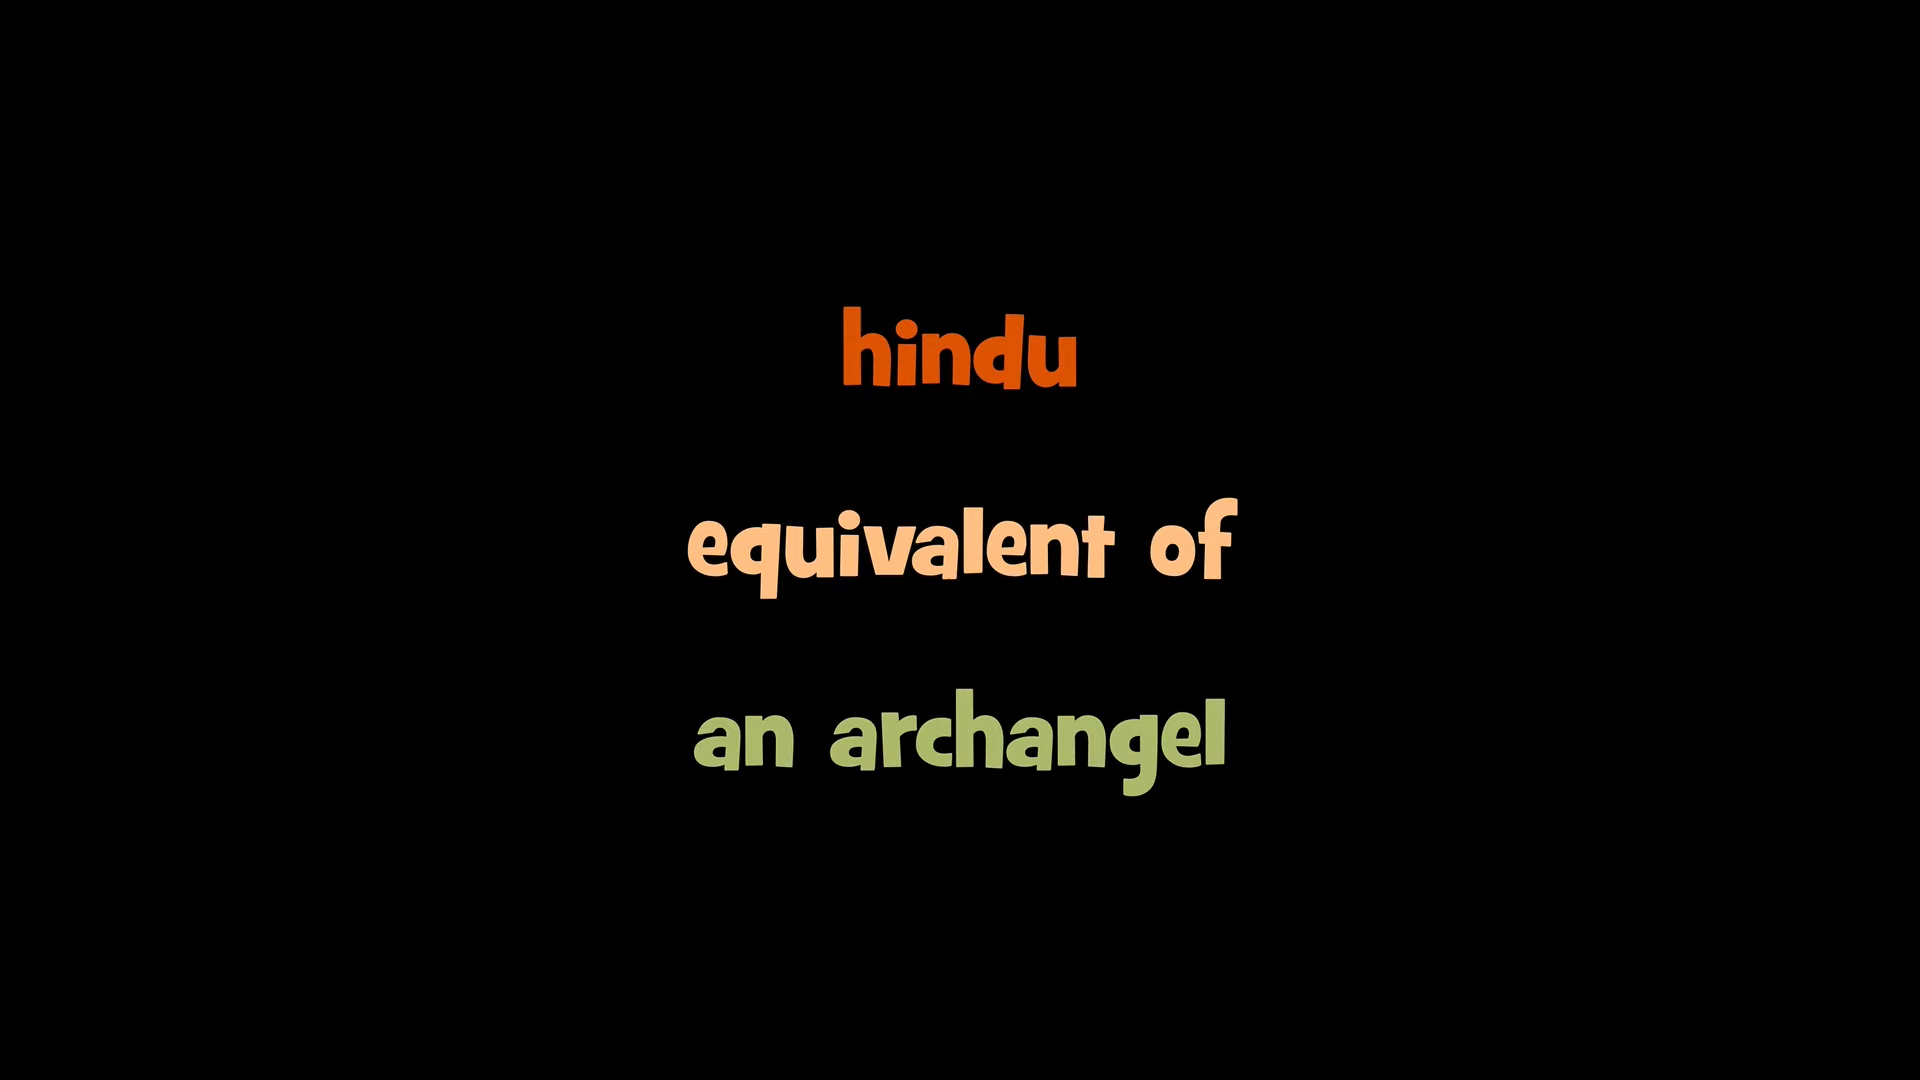 hindu
equivalent of
an archangel